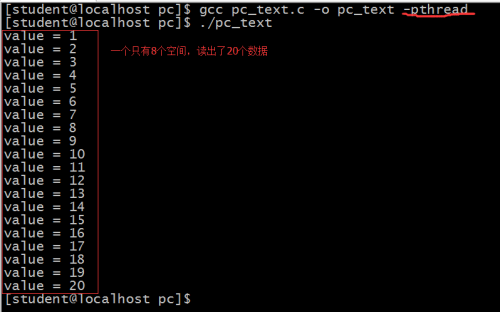 [student@localhost pc]$ gcc pc_text.c -o pc_text -pthread
[student@localhost pc]$ ./pc_text
value = 1
value = 2
一个只有8个空间，读出了20个数据
value = 3
value = 4
value = 5
value = 6
value = 7
value = 8
value = 9
value = 10
value = 11
value = 12
value = 13
value = 14
value = 15
value = 16
value = 17
value = 18
value = 19
value = 20
[student@localhost pc]$